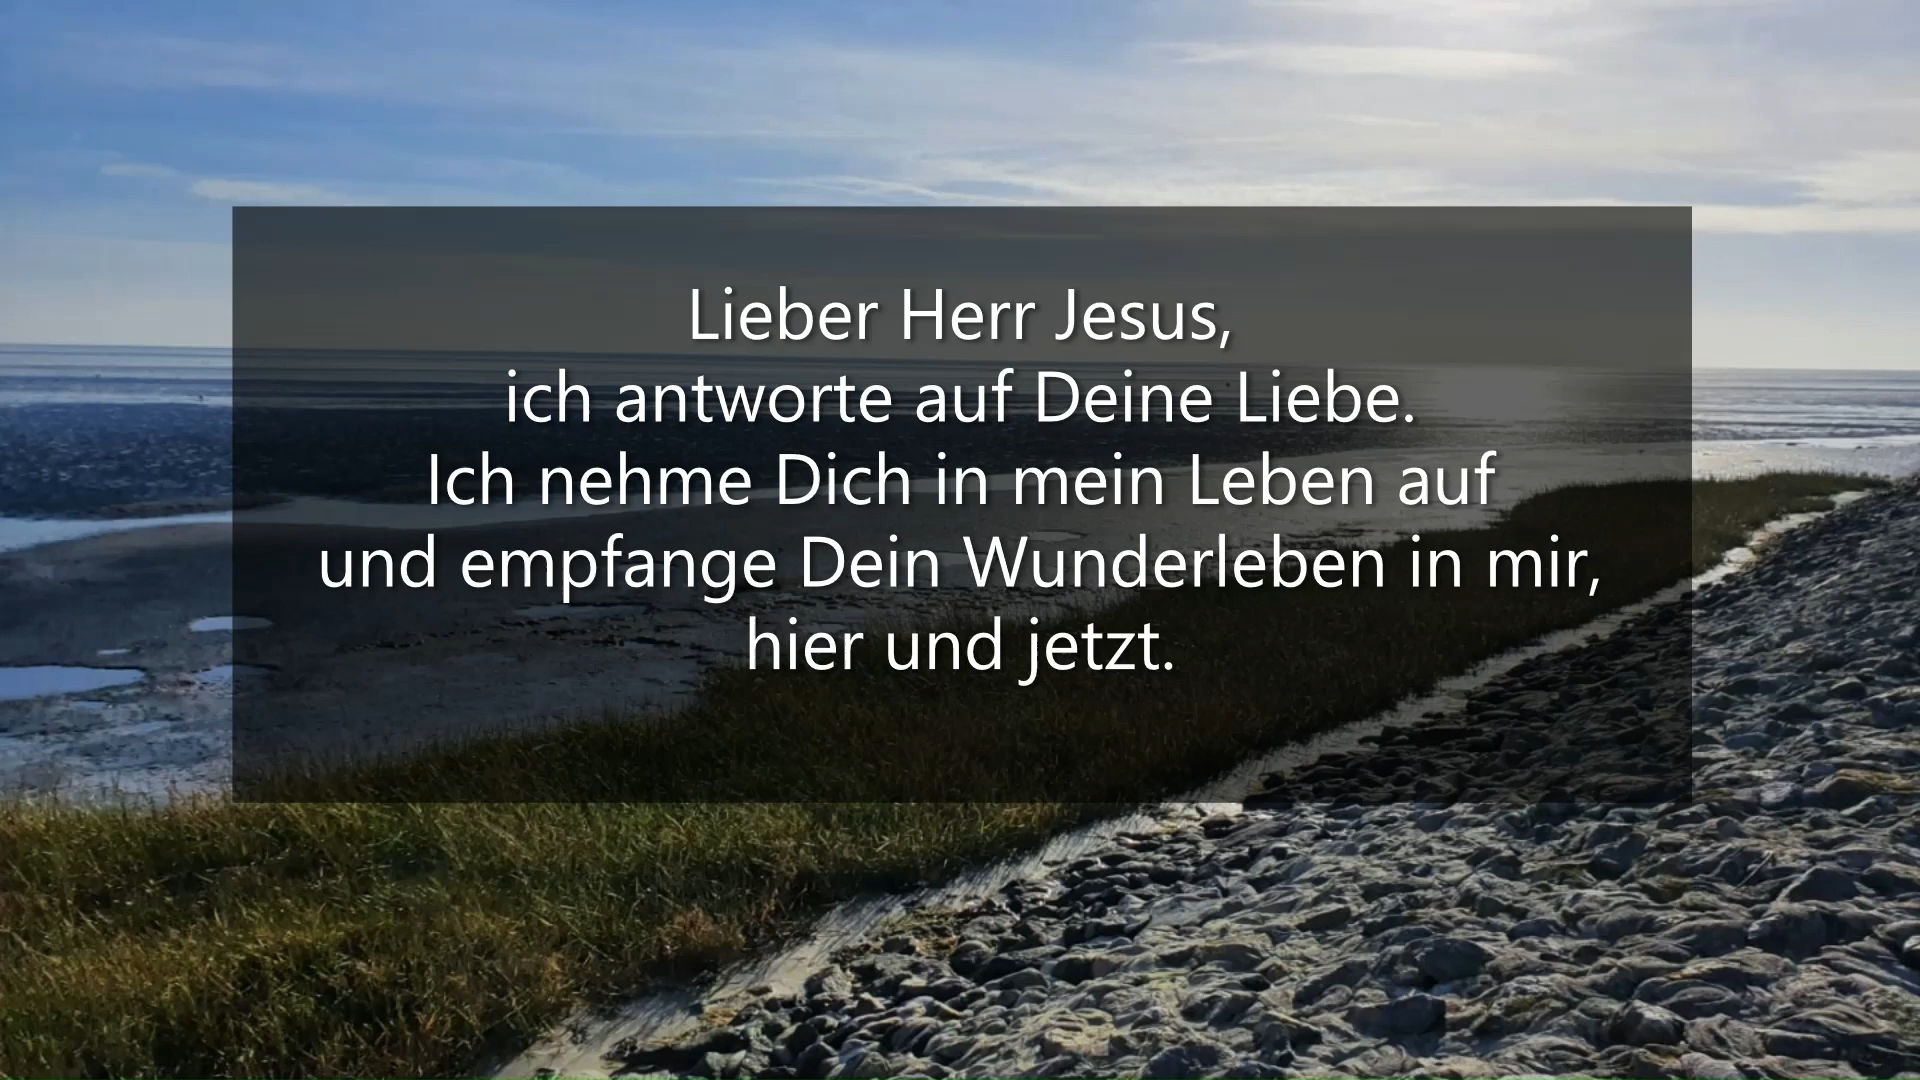 Lieber Herr Jesus,
ich antworte auf Deine Liebe.
Ich nehme Dich in mein Leben auf
und empfange Dein Wunderleben in mir,
hier und jetzt.